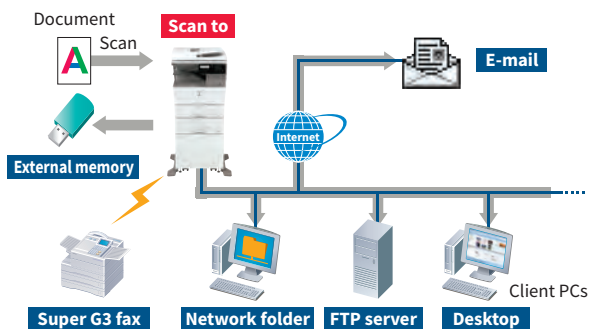 Document
Scan to
Scan
E-mail
Internet
External memory
Client PCs
Super G3 fax
Network folder
FTP server
Desktop